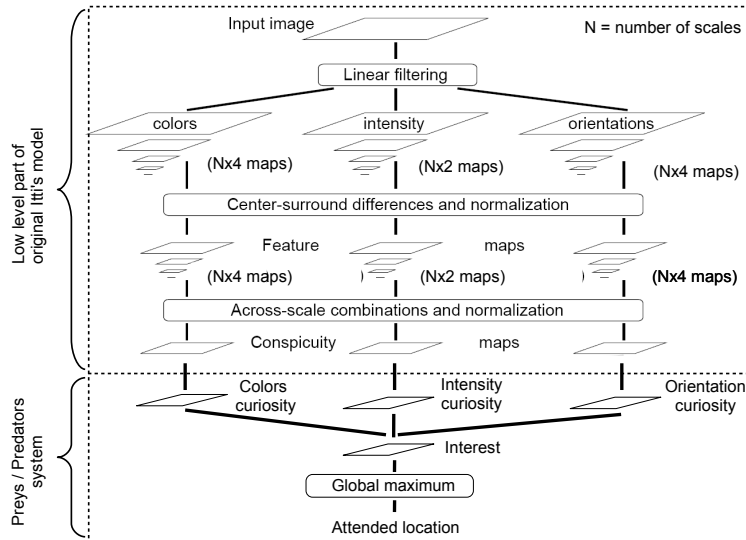 Input image
N = number of scales
Linear filtering
colors
intensity
orientations
(Nx4 maps)
(Nx2 maps)
(Nx4 maps)
Center-surround differences and normalization
Feature maps
(Nx4 maps)
) (Nx2 maps)
) (Nx4 maps)
Across-scale combinations and normalization
Conspicuity maps
Low level part of
original Itti's model
Colors
curiosity
Intensity
curiosity
Orientation
curiosity
Interest
Global maximum
Attended location
Preys / Predators
system